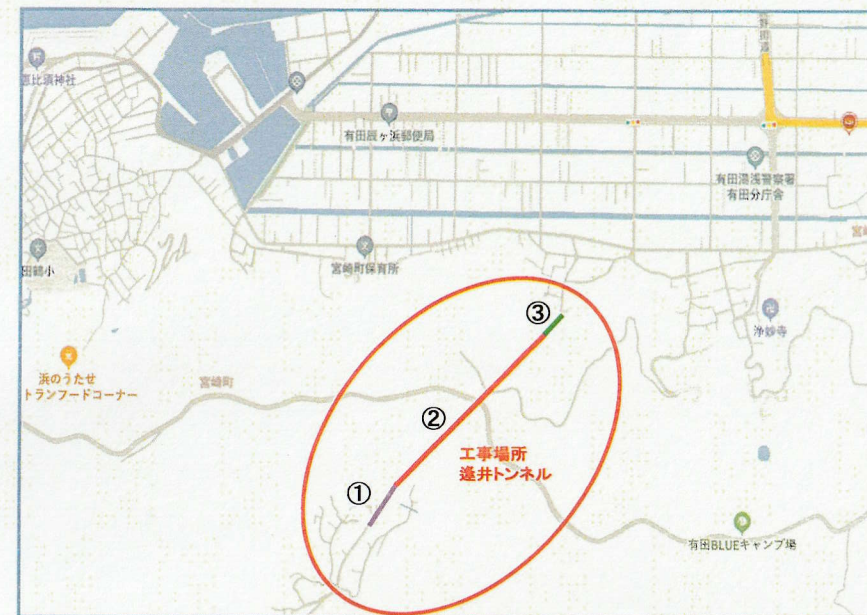 恵比須神社
有田辰ヶ浜郵便局
有田湯浅警察署
有田分庁舎
宮崎
田鶴小
宮崎町保育所
③
浄妙寺
浜のうたせ
トランフードコーナー
宮崎町
②
工事場所
逢井トンネル
①
有田BLUEキャンプ場